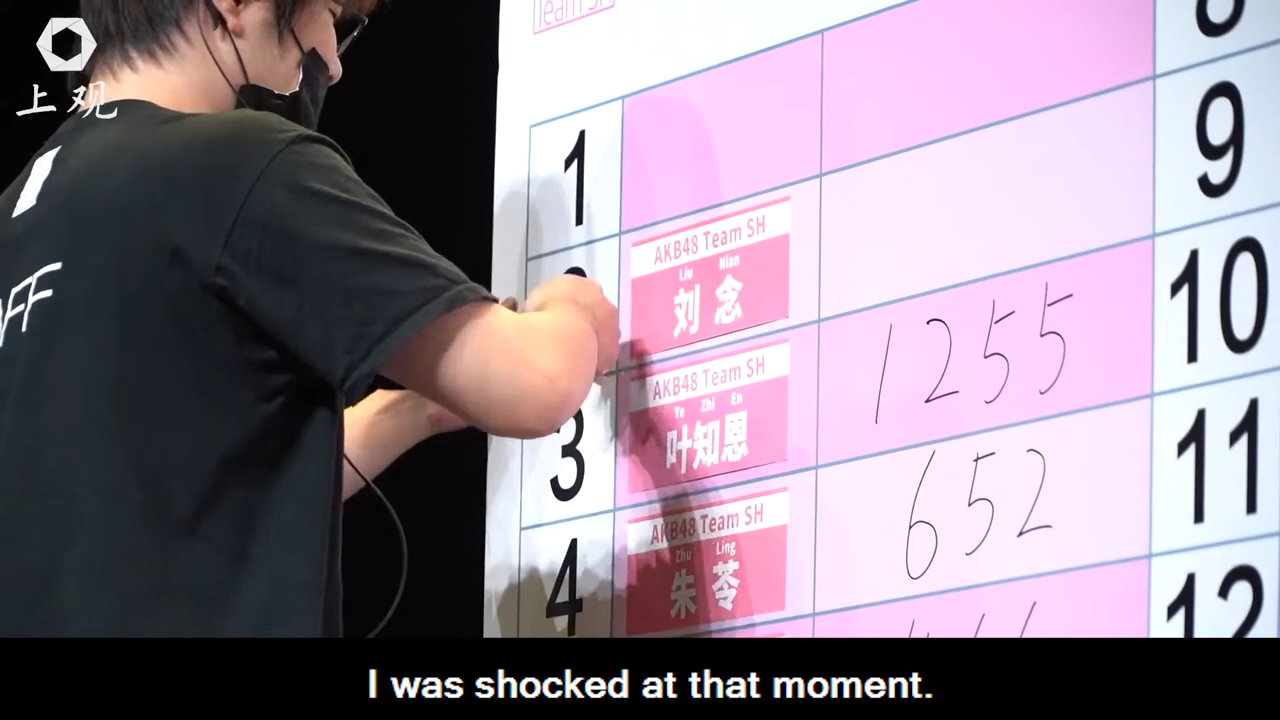 上观
Team SH
8
1
9
AKB48 Team SH
Liu Nian
刘念
10
AKB48 Team SH
Ye Zhi En
叶知恩
1255
3
11
AKB48 Team SH
Zhu Ling
朱苓
652
4
12
I was shocked at that moment.